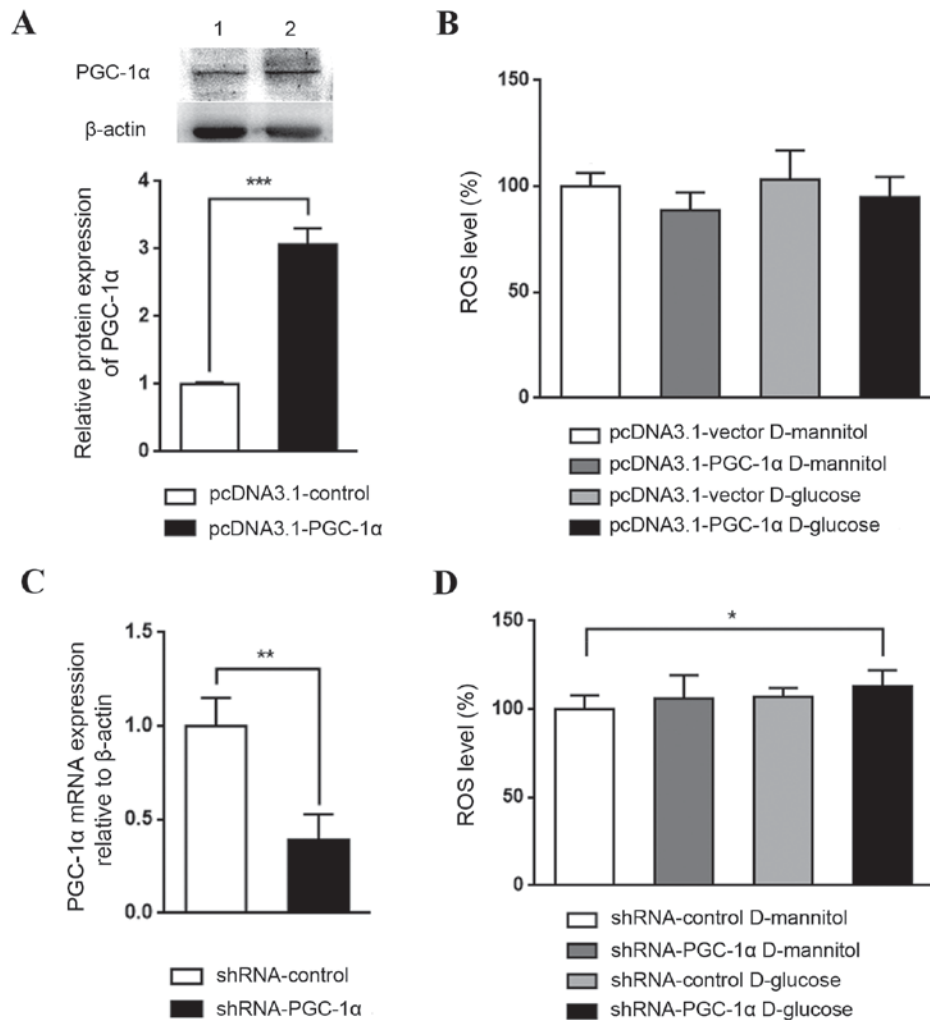 A
1 2
PGC-1α
β-actin
Relative protein expression
of PGC-1α
4
3
2
1
0
***
pcDNA3.1-control
pcDNA3.1-PGC-1α
B
ROS level (%)
150
100
50
0
pcDNA3.1-vector D-mannitol
pcDNA3.1-PGC-1α D-mannitol
pcDNA3.1-vector D-glucose
pcDNA3.1-PGC-1α D-glucose
C
PGC-1α mRNA expression
relative to β-actin
1.5
1.0
0.5
0.0
**
shRNA-control
shRNA-PGC-1α
D
ROS level (%)
150
100
50
0
*
shRNA-control D-mannitol
shRNA-PGC-1α D-mannitol
shRNA-control D-glucose
shRNA-PGC-1α D-glucose